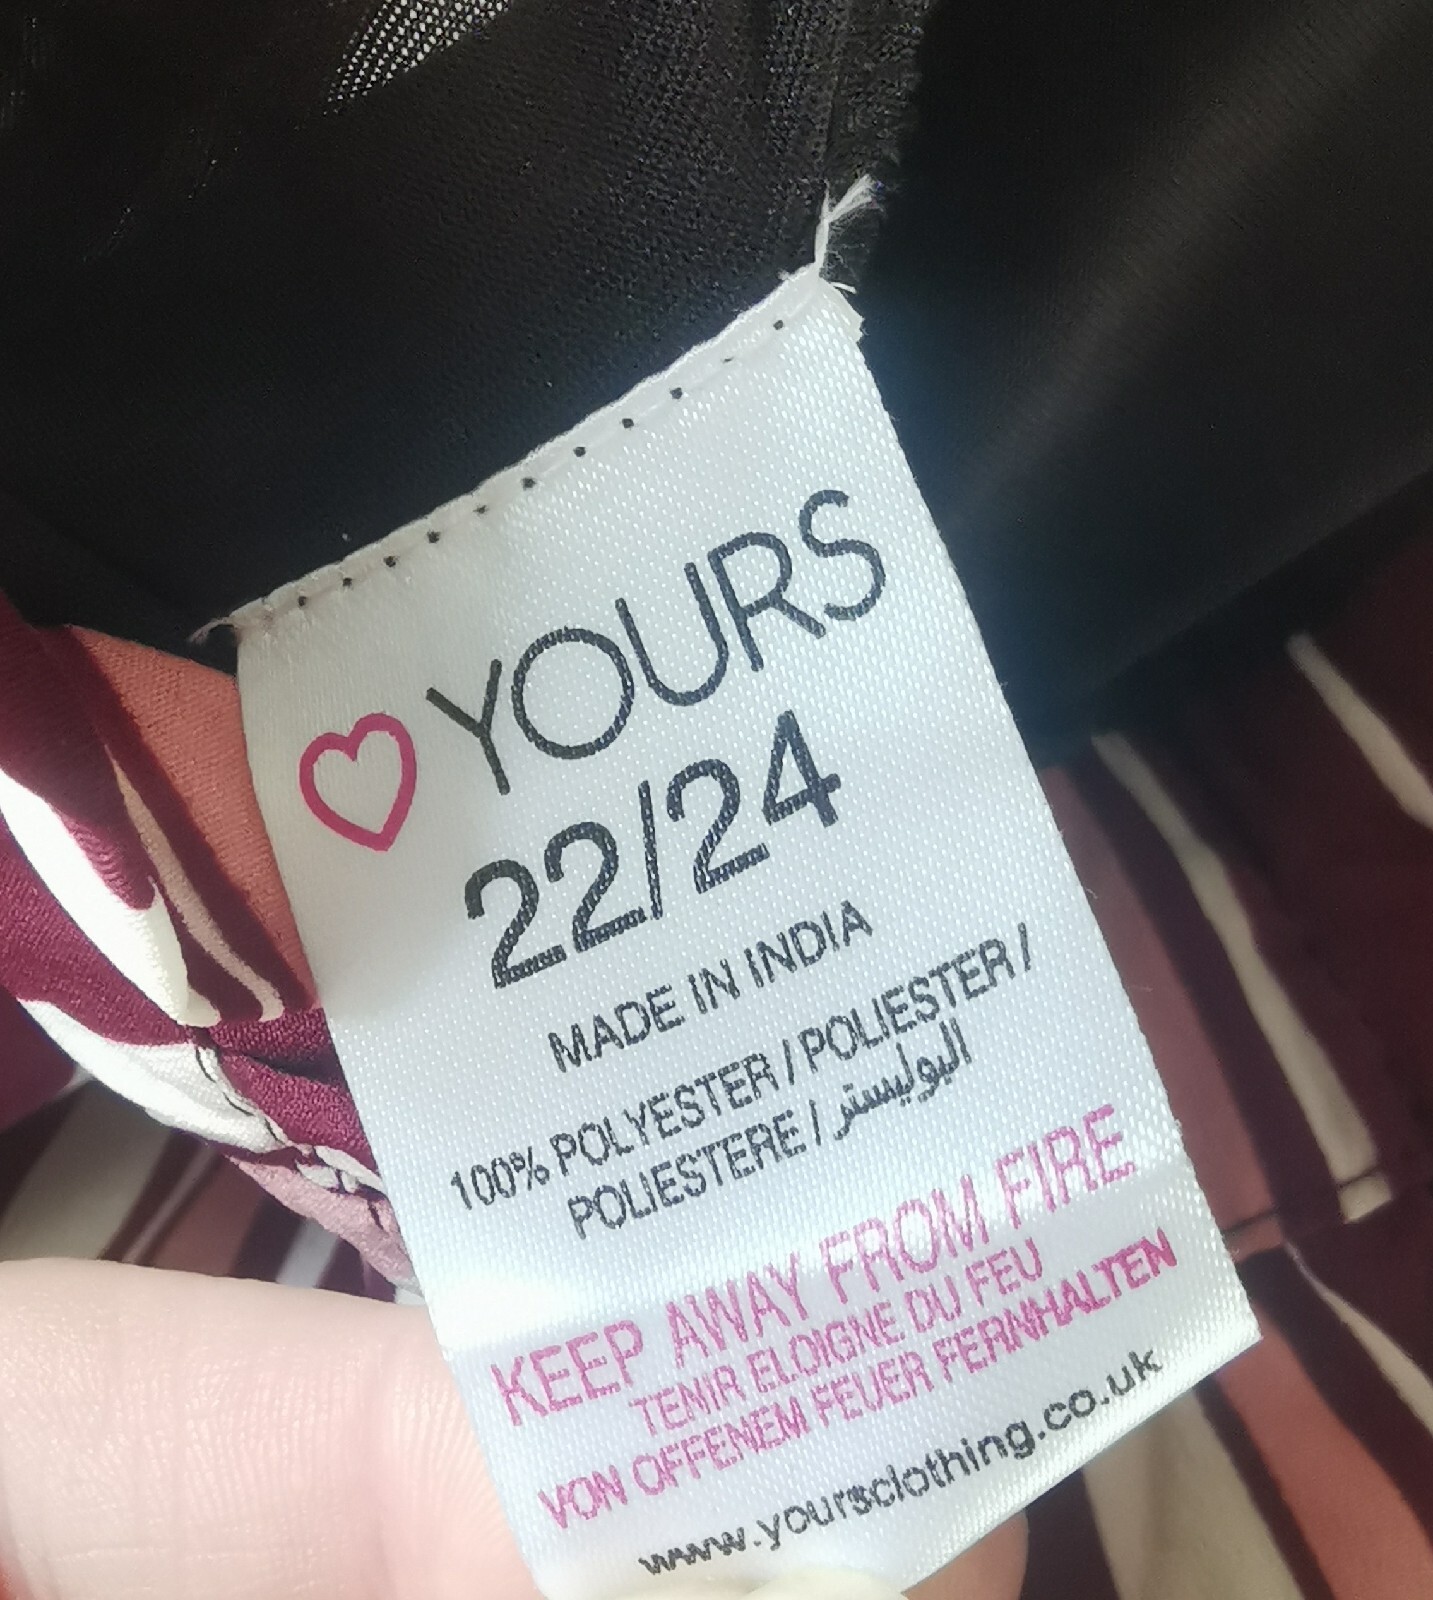 YOURS
22/24
MADE IN INDIA
100% POLYESTER / POLIESTER /
POLIESTERE / البوليستر
KEEP AWAY FROM FIRE
TENIR ELOIGNE DU FEU
VON OFFENEM FEUER FERNHALTEN
www.yoursclothing.co.uk